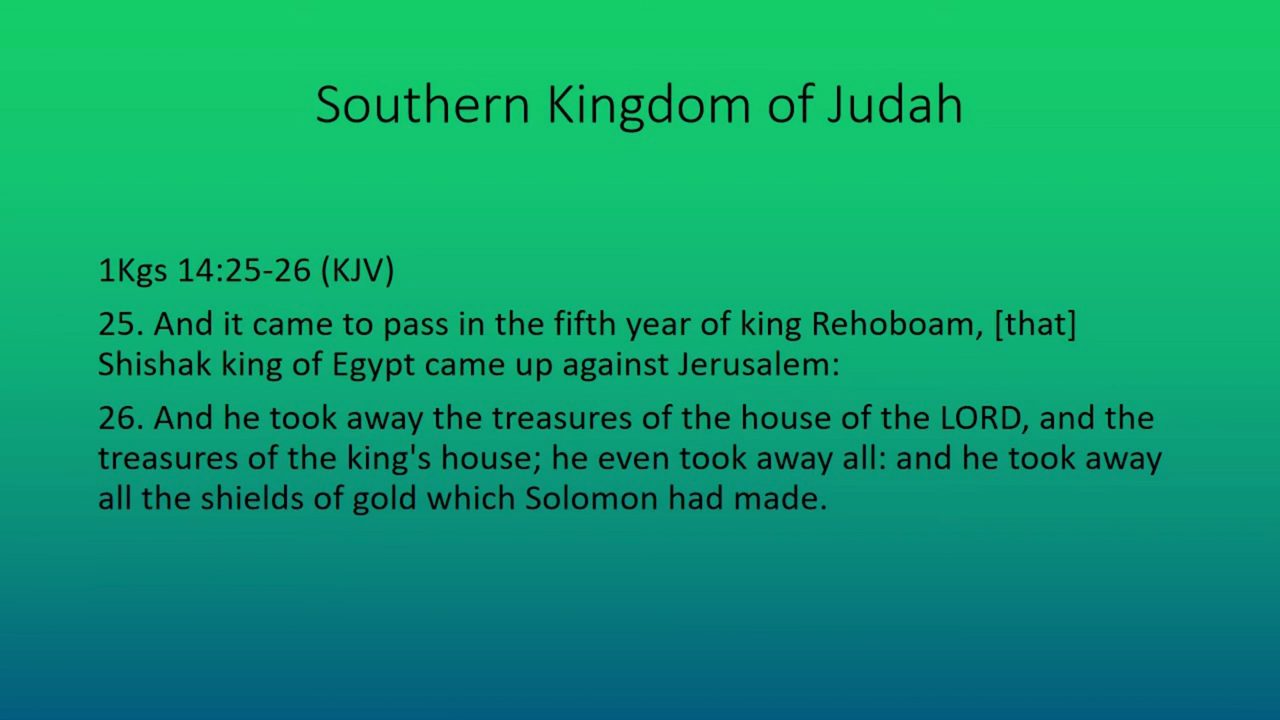 Southern Kingdom of Judah
1Kgs 14:25-26 (KJV)
25. And it came to pass in the fifth year of king Rehoboam, [that]
Shishak king of Egypt came up against Jerusalem:
26. And he took away the treasures of the house of the LORD, and the
treasures of the king's house; he even took away all: and he took away
all the shields of gold which Solomon had made.